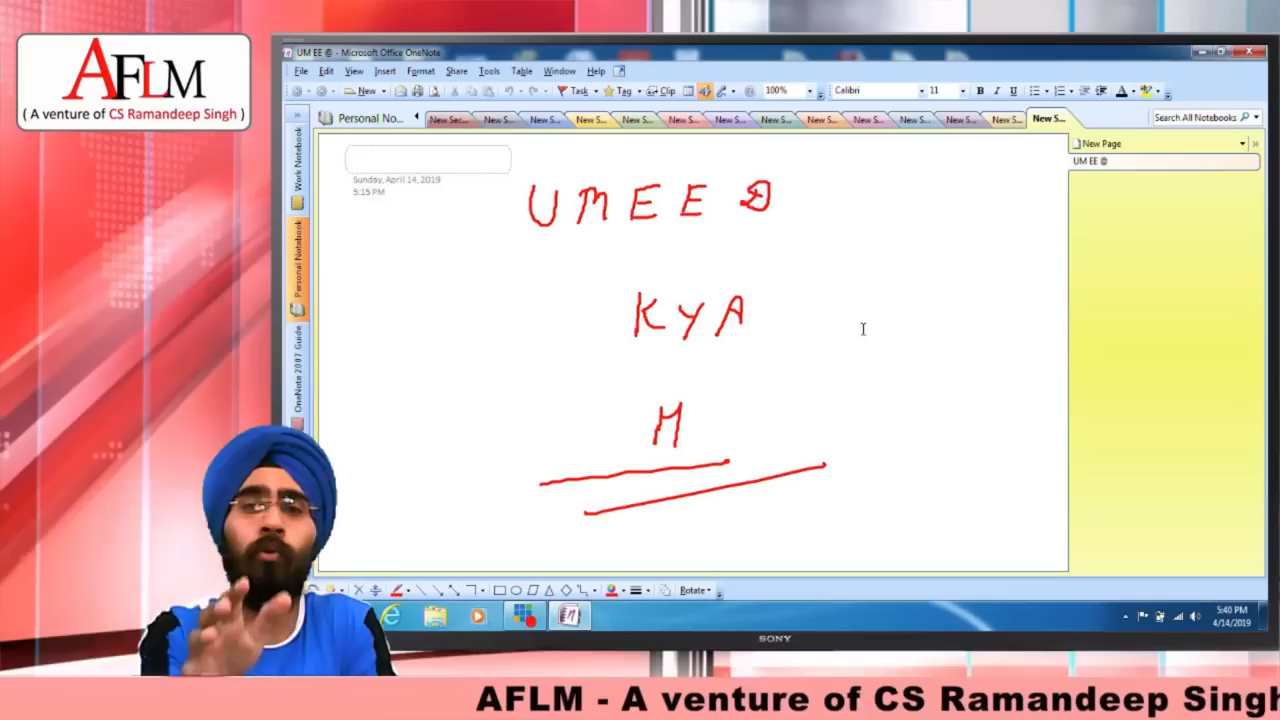 AFLM
( A venture of CS Ramandeep Singh )
UM EE @ - Microsoft Office OneNote
File Edit View Insert Format Share Tools Table Window Help
New Task Tag Clip 100% Calibri 11 B I U
Personal No... New Sec... New S... New S... New S... New S... New S... New S... New S... New S... New S... New S... New S... New S... New S... Search All Notebooks
New Page
UM EE @
Work Notebook
Personal Notebook
OneNote 2007 Guide
Sunday, April 14, 2019
5:15 PM
UMEE D
KYA
H
Rotate
5:40 PM
4/14/2019
SONY
AFLM - A venture of CS Ramandeep Singh